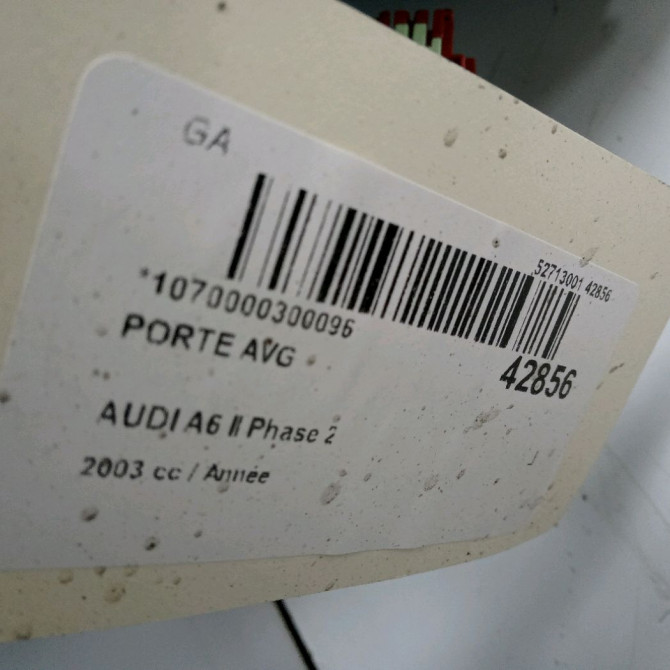 GA
52713001 42856
*1070000300096
42856
PORTE AVG
AUDI A6 II Phase 2
2003 cc / Année